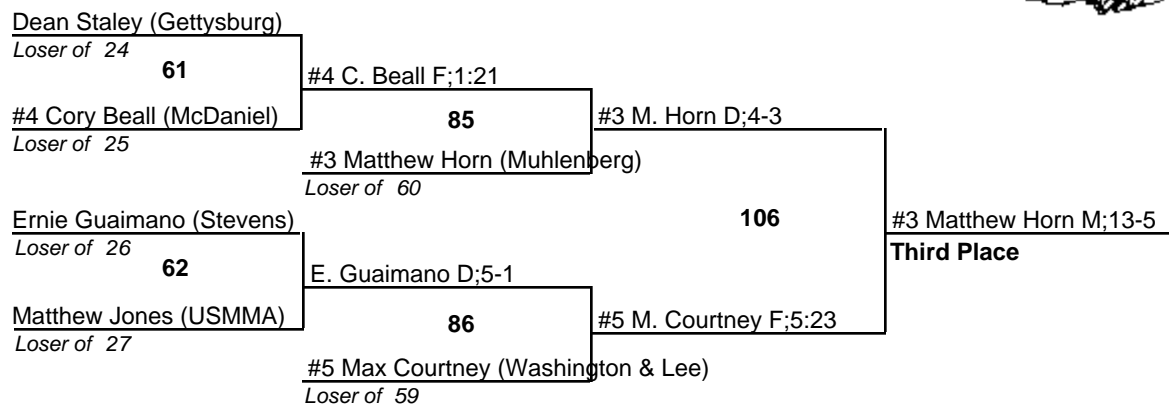 Dean Staley (Gettysburg)
Loser of 24
61
#4 C. Beall F;1:21
#4 Cory Beall (McDaniel)
Loser of 25
85
#3 M. Horn D;4-3
#3 Matthew Horn (Muhlenberg)
Loser of 60
Ernie Guaimano (Stevens)
Loser of 26
106
#3 Matthew Horn M;13-5
Third Place
62
E. Guaimano D;5-1
Matthew Jones (USMMA)
Loser of 27
86
#5 M. Courtney F;5:23
#5 Max Courtney (Washington & Lee)
Loser of 59